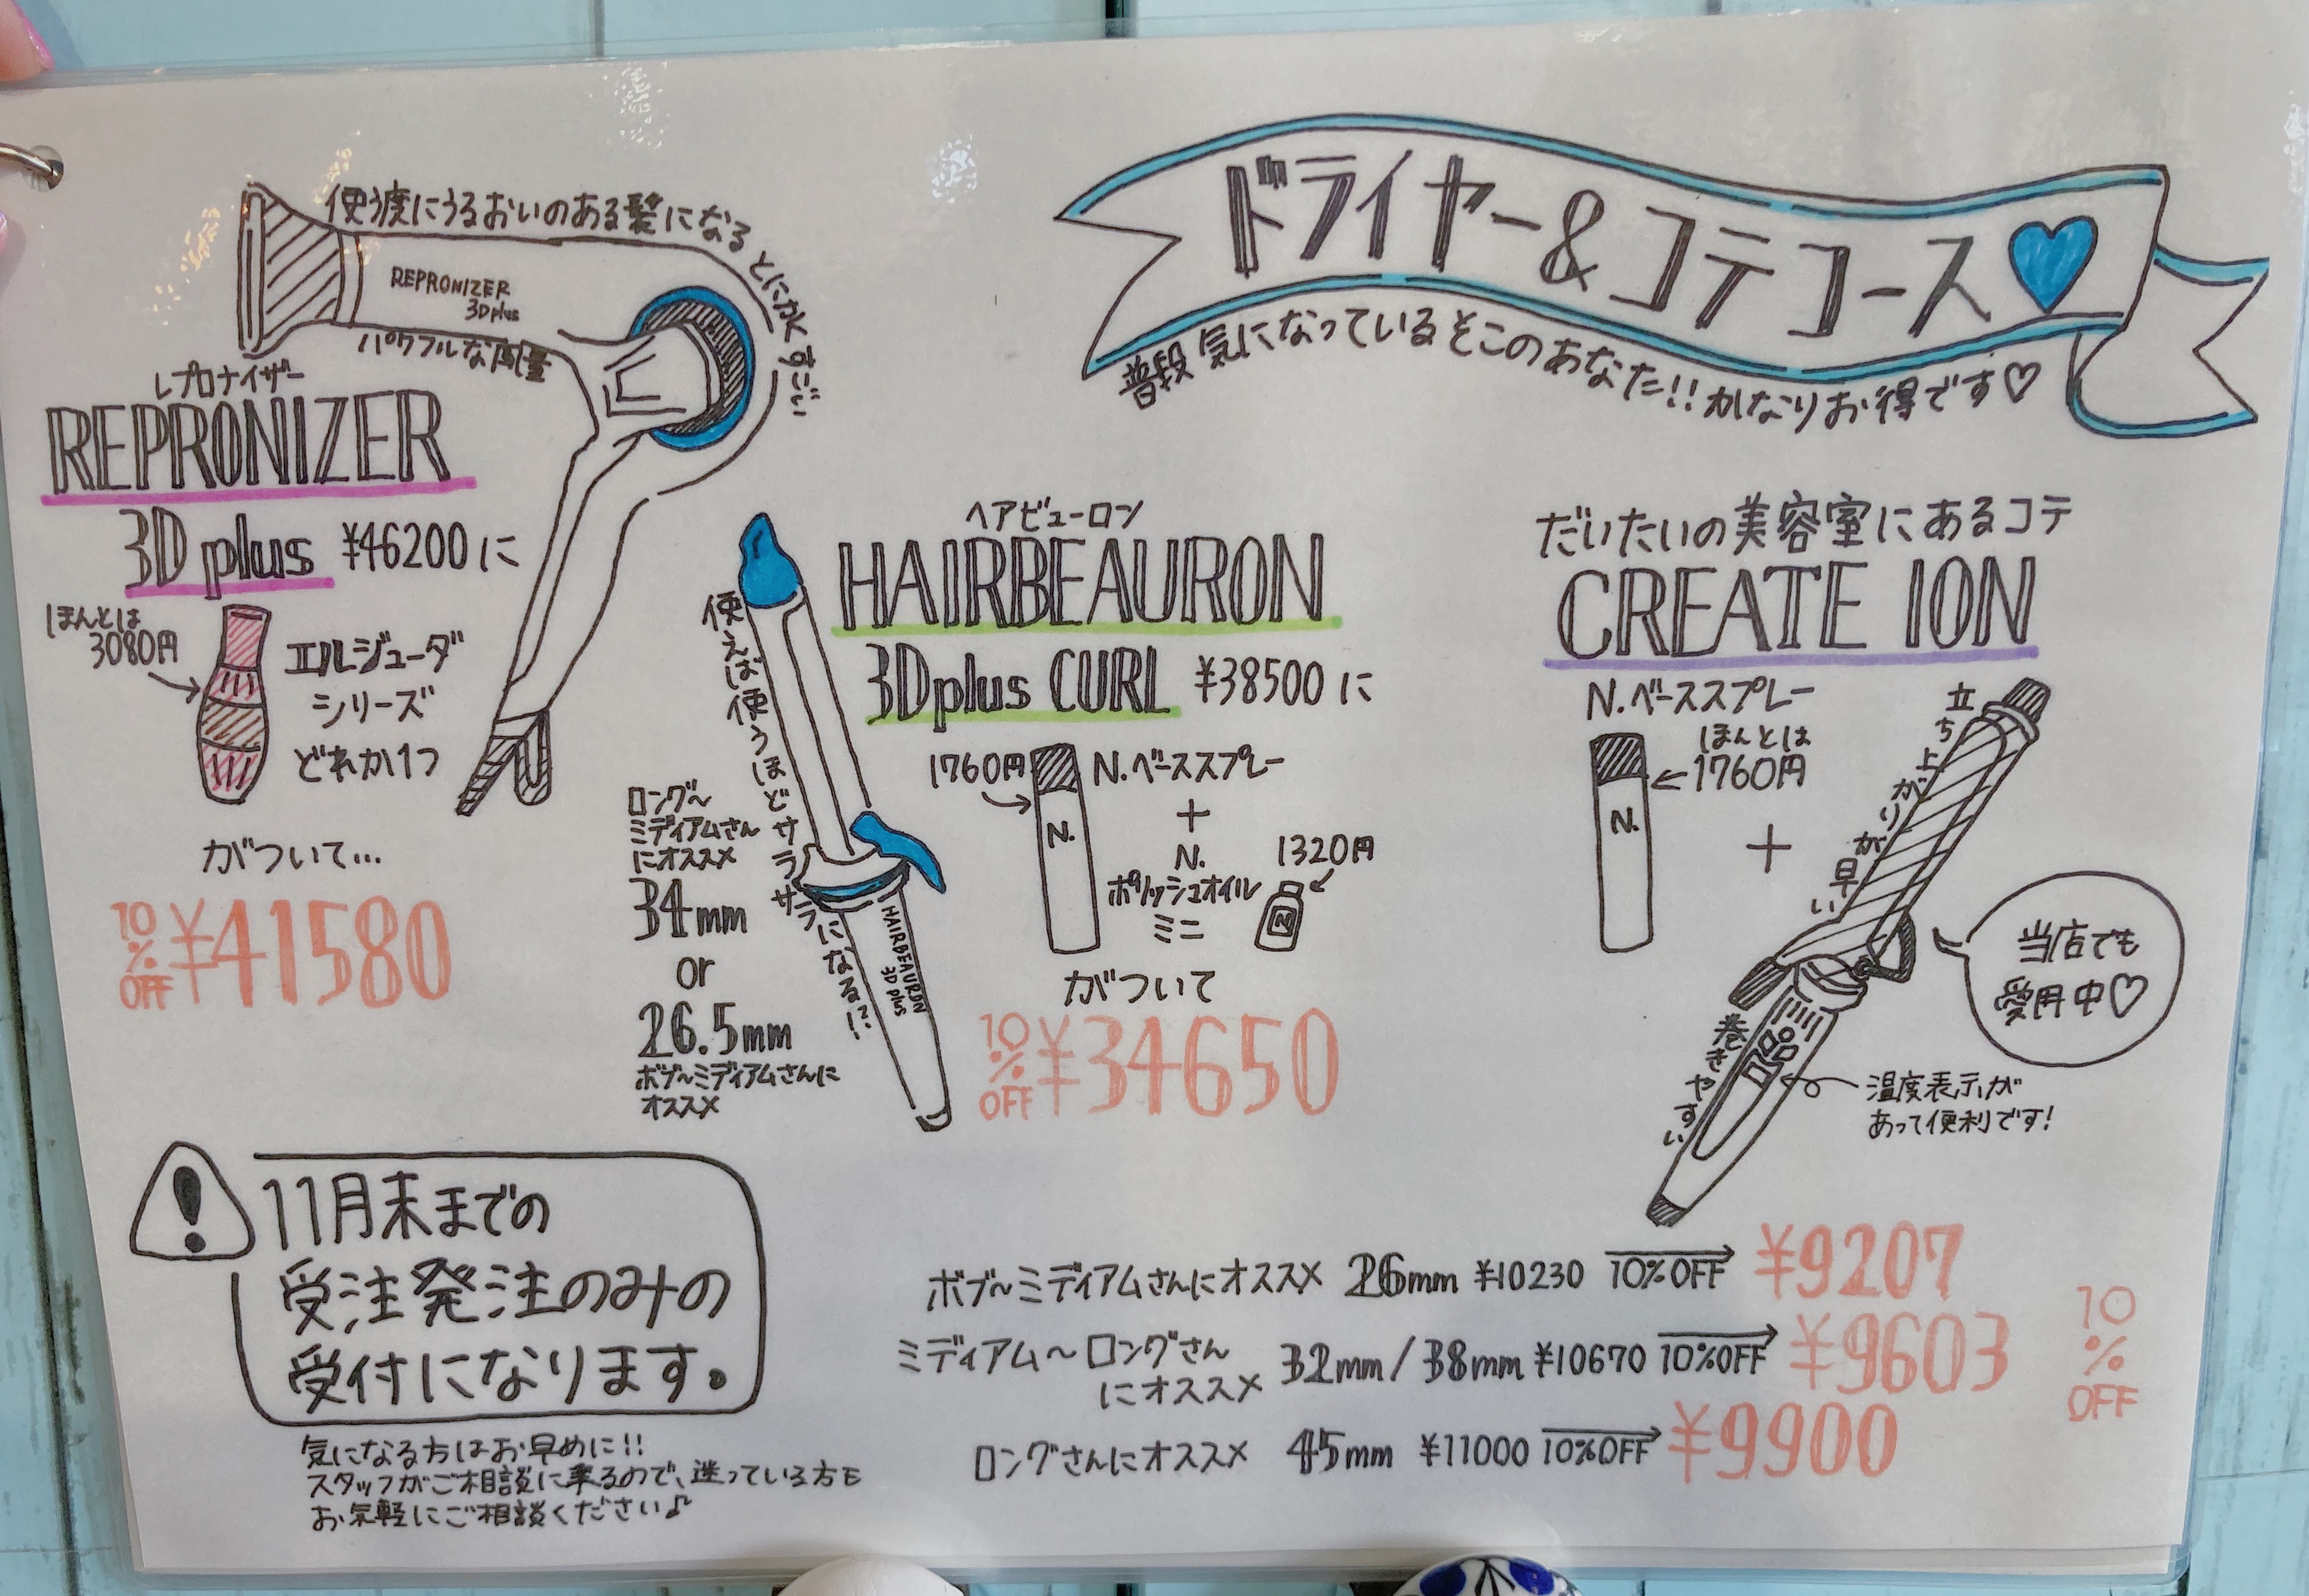 ドライヤー&コテコース
普段気になっているそこのあなた!!かなりお得です♡
使う度にうるおいのある髪になる とにかくすごい
REPRONIZER
3Dplus
パワフルな風量
レプロナイザー
REPRONIZER
3D plus ¥46200に
ほんとは
3080円
エルジューダ
シリーズ
どれか1つ
がついて...
10%OFF ¥41580
ヘアビューロン
HAIRBEAURON
3Dplus CURL ¥38500に
使えば使うほどサラサラになる!!
HAIRBEAURON
3D plus
ロング〜
ミディアムさん
にオススメ
34mm
or
26.5mm
ボブ〜ミディアムさんに
オススメ
1760円
N.ベーススプレー
N.
+
N.
ポリッシュオイル
ミニ
1320円
N
がついて
10%OFF ¥34650
だいたいの美容室にあるコテ
CREATE ION
N.ベーススプレー
ほんとは
1760円
N.
+
立ち上がりが早い
当店でも
愛用中♡
巻きやすい
温度表示が
あって便利です!
ボブ〜ミディアムさんにオススメ 26mm ¥10230 10%OFF ¥9207
ミディアム〜ロングさん
にオススメ 32mm/38mm ¥10670 10%OFF ¥9603
ロングさんにオススメ 45mm ¥11000 10%OFF ¥9900
10
%
OFF
!
11月末までの
受注発注のみの
受付になります。
気になる方はお早めに!!
スタッフがご相談に乗るので、迷っている方も
お気軽にご相談ください♪